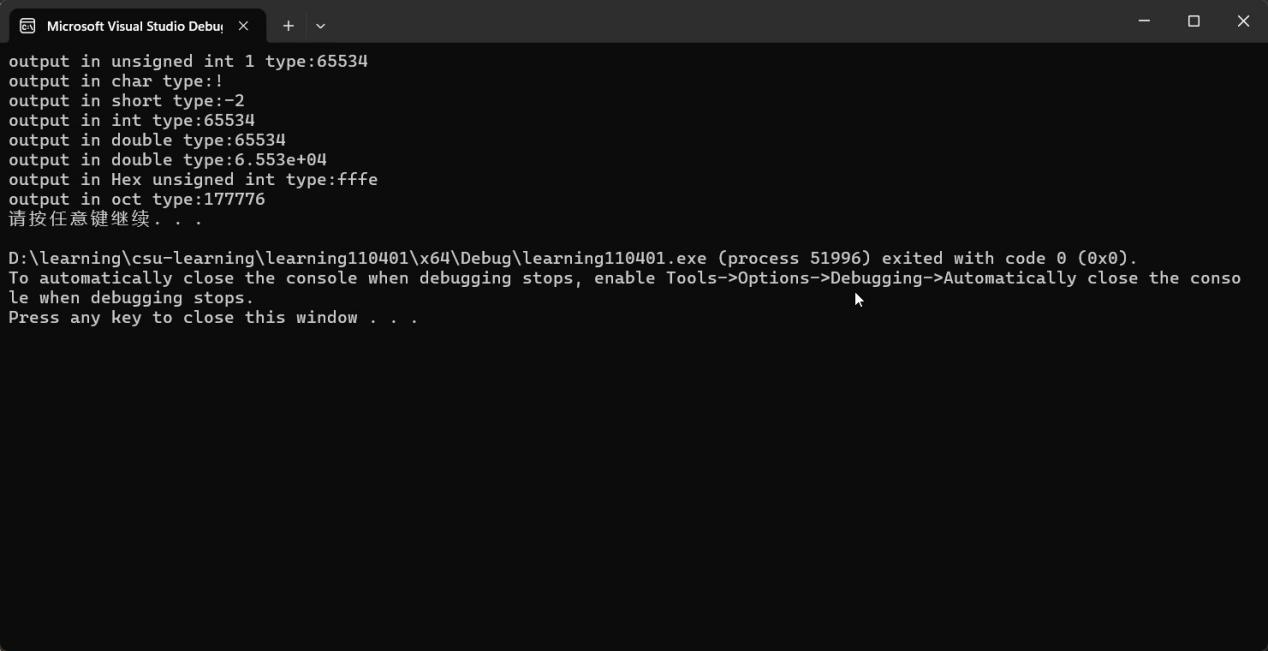 Microsoft Visual Studio Debu
output in unsigned int 1 type:65534
output in char type:!
output in short type:-2
output in int type:65534
output in double type:65534
output in double type:6.553e+04
output in Hex unsigned int type:fffe
output in oct type:177776
请按任意键继续. . .
D:\learning\csu-learning\learning110401\x64\Debug\learning110401.exe (process 51996) exited with code 0 (0x0).
To automatically close the console when debugging stops, enable Tools->Options->Debugging->Automatically close the conso
le when debugging stops.
Press any key to close this window . . .